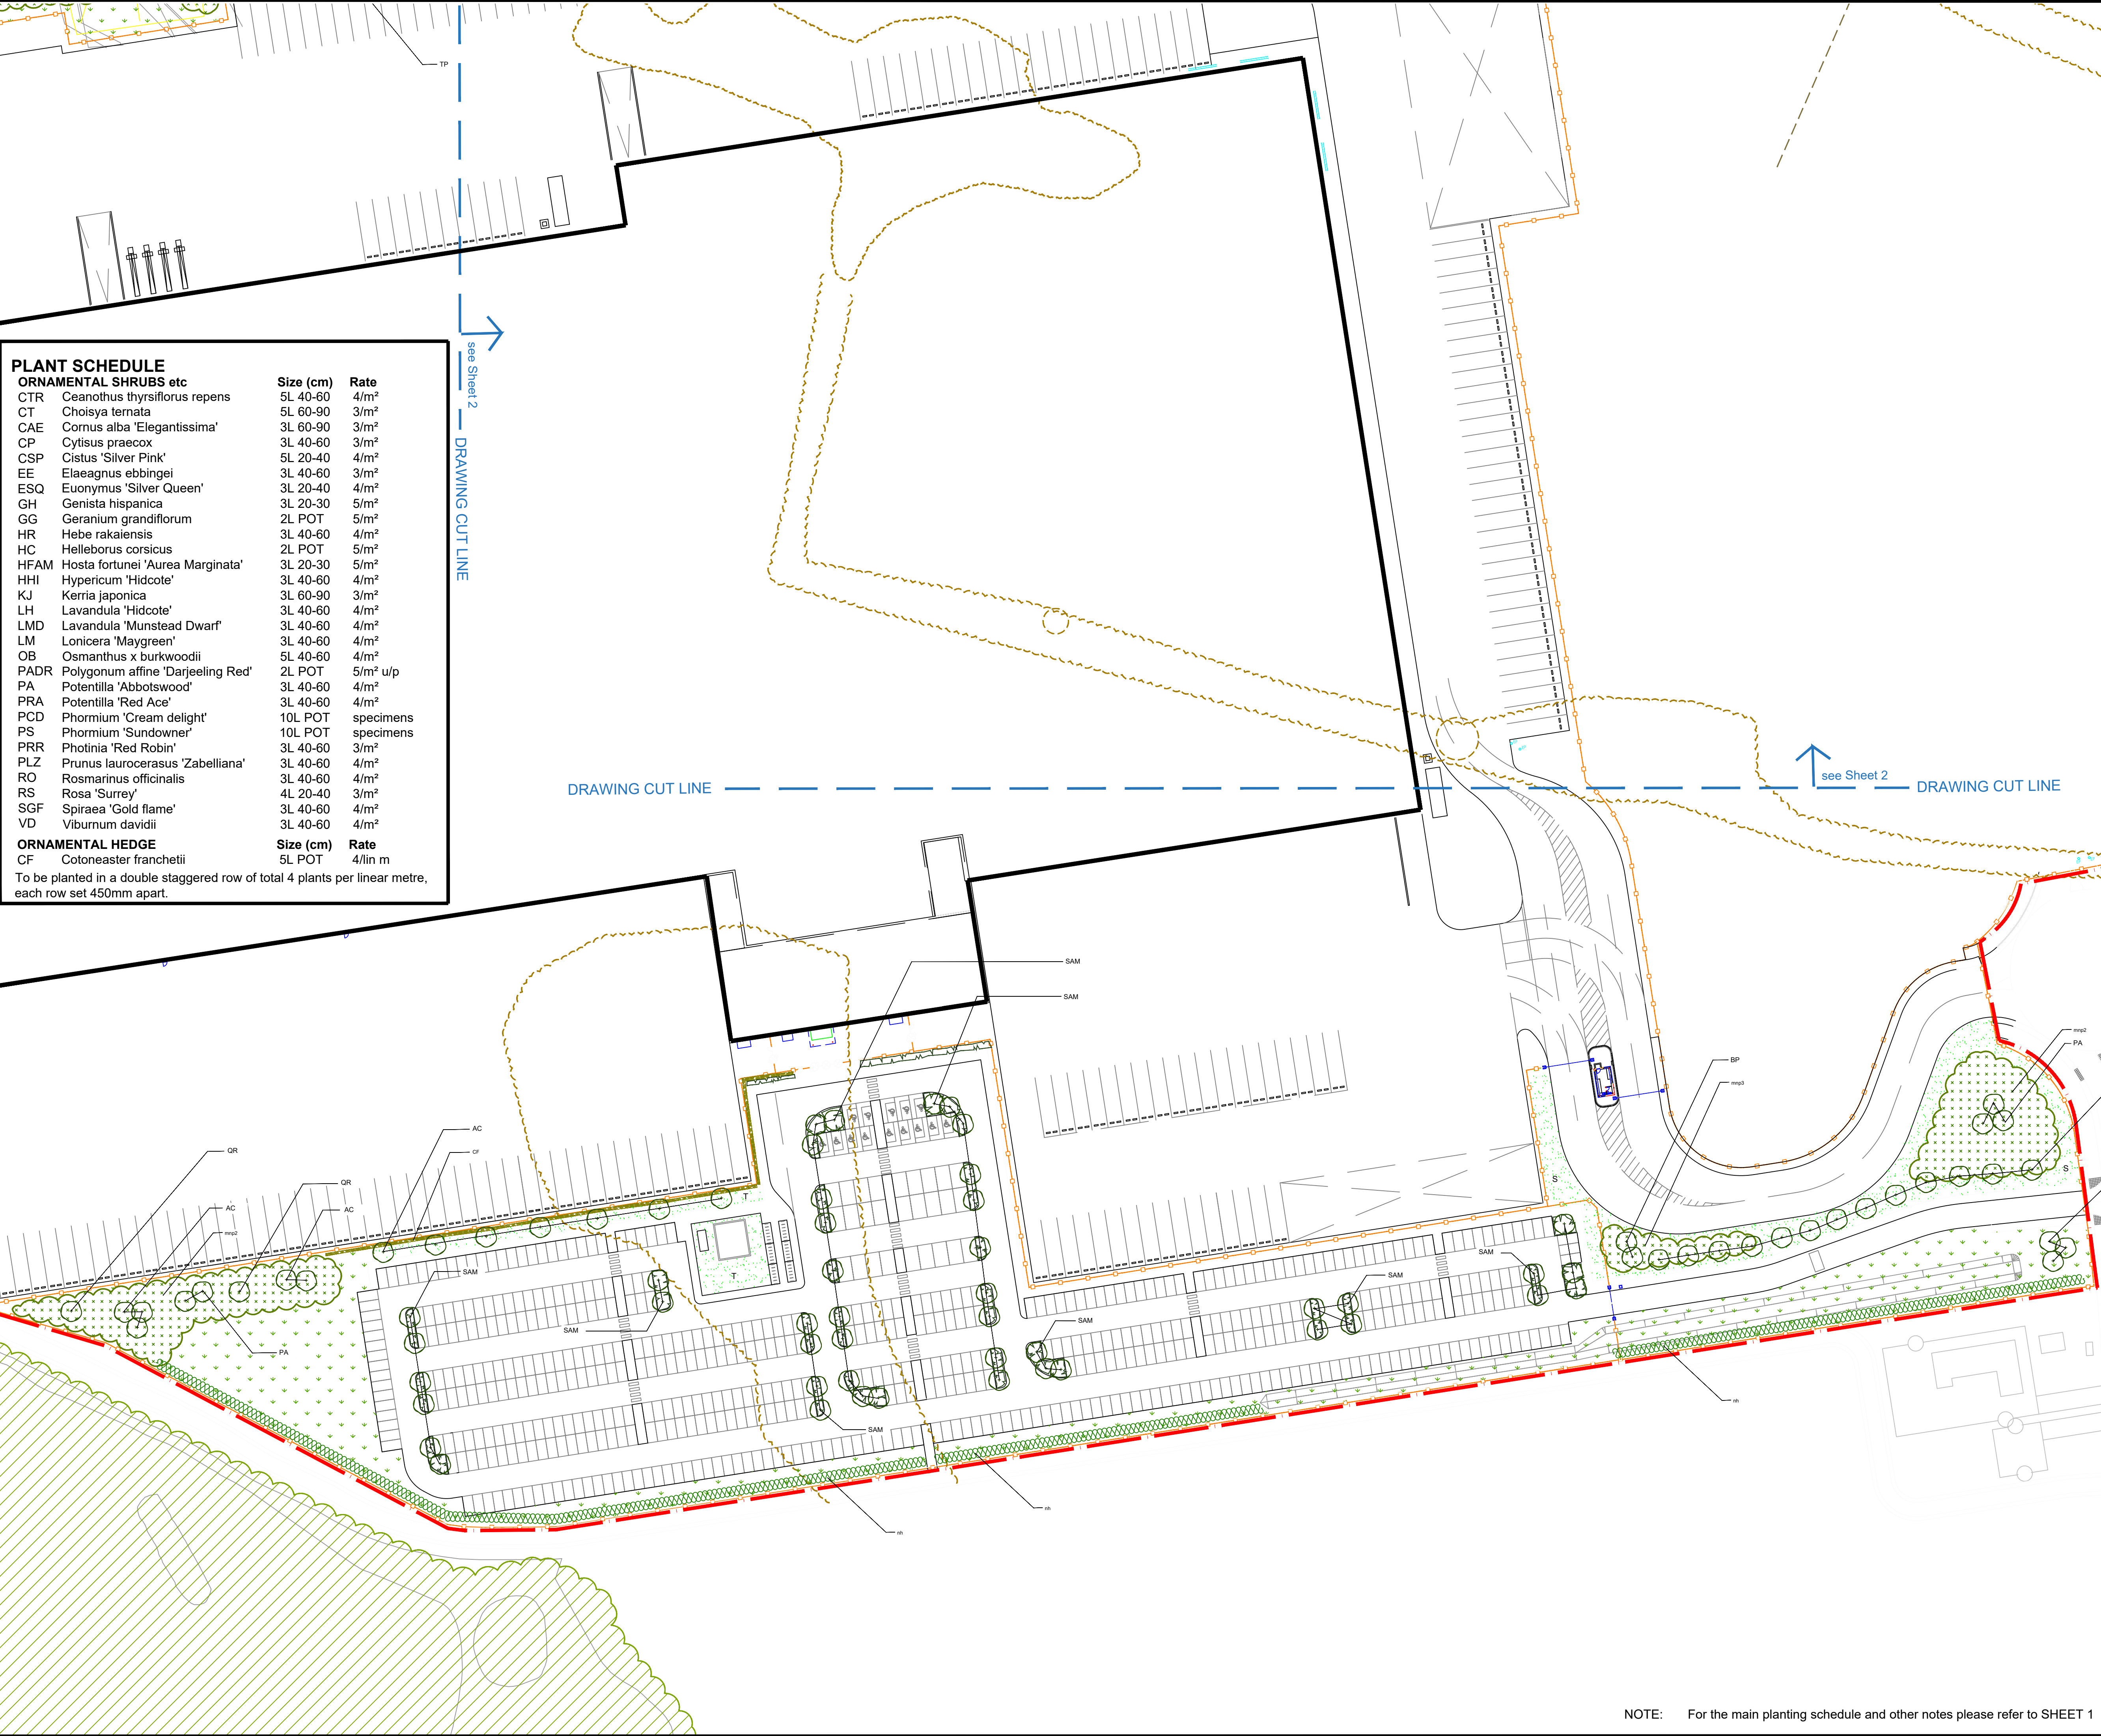 TP
see Sheet 2
DRAWING CUT LINE
PLANT SCHEDULE
ORNAMENTAL SHRUBS etc Size (cm) Rate
CTR Ceanothus thyrsiflorus repens 5L 40-60 4/m²
CT Choisya ternata 5L 60-90 3/m²
CAE Cornus alba 'Elegantissima' 3L 60-90 3/m²
CP Cytisus praecox 3L 40-60 3/m²
CSP Cistus 'Silver Pink' 5L 20-40 4/m²
EE Elaeagnus ebbingei 3L 40-60 3/m²
ESQ Euonymus 'Silver Queen' 3L 20-40 4/m²
GH Genista hispanica 3L 20-30 5/m²
GG Geranium grandiflorum 2L POT 5/m²
HR Hebe rakaiensis 3L 40-60 4/m²
HC Helleborus corsicus 2L POT 5/m²
HFAM Hosta fortunei 'Aurea Marginata' 3L 20-30 5/m²
HHI Hypericum 'Hidcote' 3L 40-60 4/m²
KJ Kerria japonica 3L 60-90 3/m²
LH Lavandula 'Hidcote' 3L 40-60 4/m²
LMD Lavandula 'Munstead Dwarf' 3L 40-60 4/m²
LM Lonicera 'Maygreen' 3L 40-60 4/m²
OB Osmanthus x burkwoodii 5L 40-60 4/m²
PADR Polygonum affine 'Darjeeling Red' 2L POT 5/m² u/p
PA Potentilla 'Abbotswood' 3L 40-60 4/m²
PRA Potentilla 'Red Ace' 3L 40-60 4/m²
PCD Phormium 'Cream delight' 10L POT specimens
PS Phormium 'Sundowner' 10L POT specimens
PRR Photinia 'Red Robin' 3L 40-60 3/m²
PLZ Prunus laurocerasus 'Zabelliana' 3L 40-60 4/m²
RO Rosmarinus officinalis 3L 40-60 4/m²
RS Rosa 'Surrey' 4L 20-40 3/m²
SGF Spiraea 'Gold flame' 3L 40-60 4/m²
VD Viburnum davidii 3L 40-60 4/m²
ORNAMENTAL HEDGE Size (cm) Rate
CF Cotoneaster franchetii 5L POT 4/lin m
To be planted in a double staggered row of total 4 plants per linear metre,
each row set 450mm apart.
DRAWING CUT LINE
see Sheet 2
DRAWING CUT LINE
SAM
SAM
mnp2
PA
BP
mnp3
AC
CF
QR
QR
AC
AC
mnp2
S
S
T
T
SAM
SAM
SAM
SAM
SAM
PA
SAM
nh
nh
nh
NOTE: For the main planting schedule and other notes please refer to SHEET 1